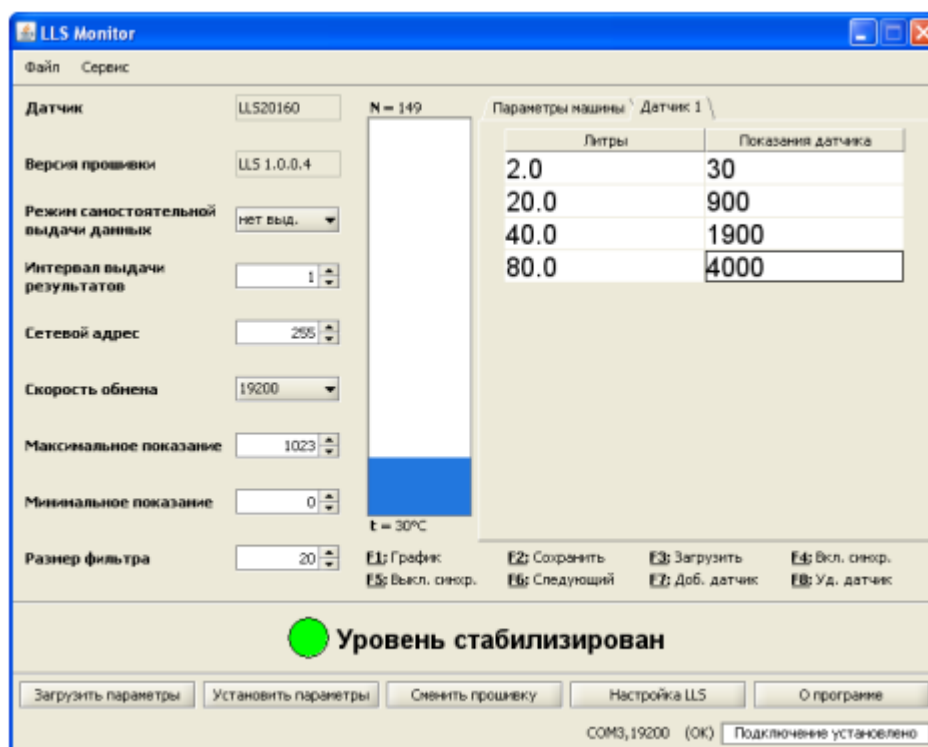 LLS Monitor
Файл Сервис
Датчик LLS20160
Версия прошивки LLS 1.0.0.4
Режим самостоятельной
выдачи данных нет выд.
Интервал выдачи
результатов 1
Сетевой адрес 255
Скорость обмена 19200
Максимальное показание 1023
Минимальное показание 0
Размер фильтра 20
N = 149
t = 30°C
Параметры машины Датчик 1
Литры Показания датчика
2.0 30
20.0 900
40.0 1900
80.0 4000
F1: График F2: Сохранить F3: Загрузить F4: Вкл. синхр.
F5: Выкл. синхр. F6: Следующий F7: Доб. датчик F8: Уд. датчик
Уровень стабилизирован
Загрузить параметры Установить параметры Сменить прошивку Настройка LLS О программе
COM3,19200 (OK) Подключение установлено